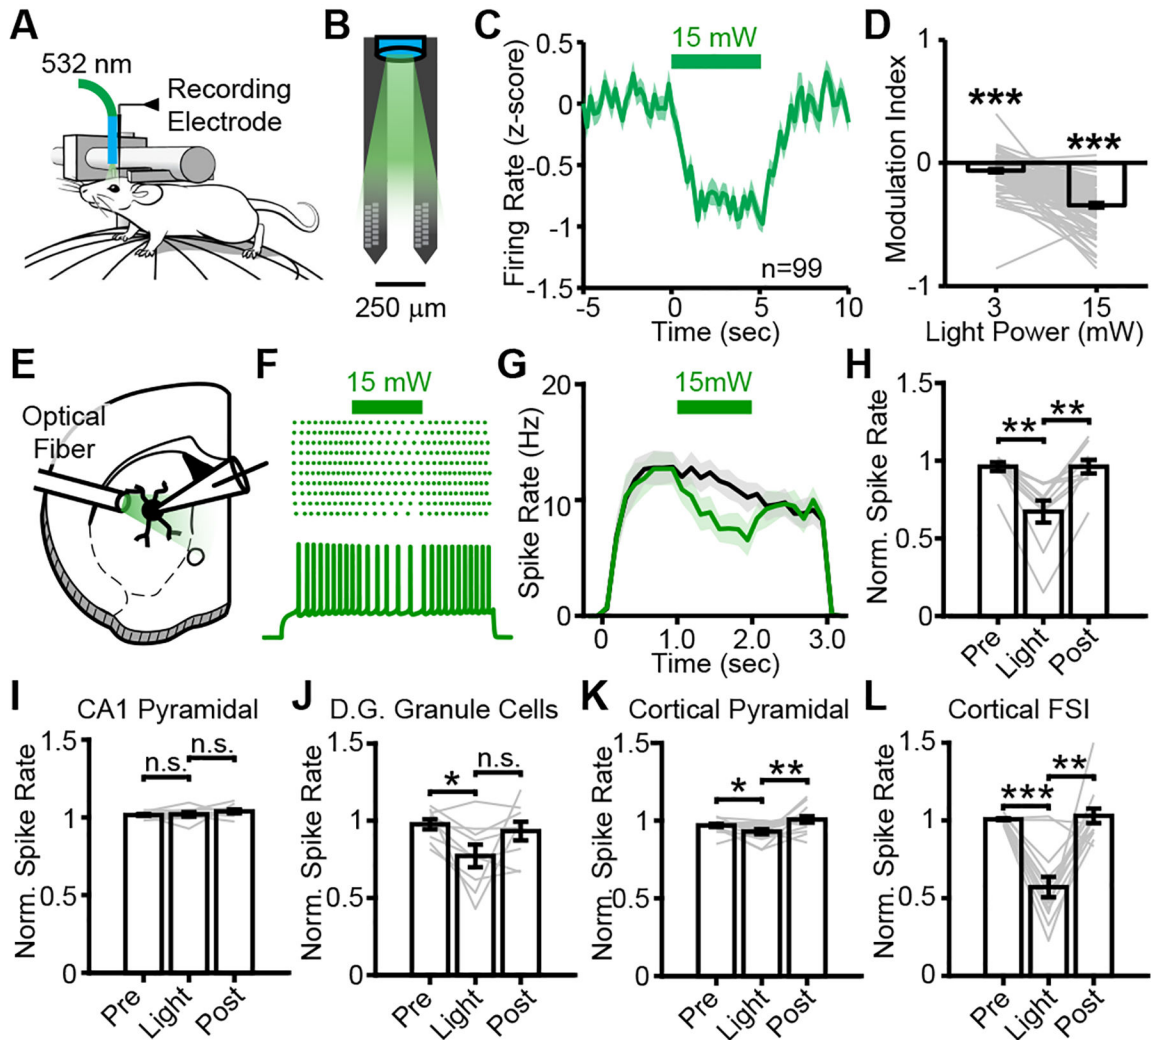 A
532 nm
Recording
Electrode
B
250 µm
C
15 mW
Firing Rate (z-score)
0.5
0
-0.5
-1
-1.5
n=99
-5
0
5
10
Time (sec)
D
Modulation Index
1
0
-1
***
***
3
15
Light Power (mW)
E
Optical
Fiber
F
15 mW
G
15mW
Spike Rate (Hz)
20
10
0
0
1.0
2.0
3.0
Time (sec)
H
Norm. Spike Rate
1.5
1
0.5
0
**
**
Pre
Light
Post
I
CA1 Pyramidal
Norm. Spike Rate
1.5
1
0.5
0
n.s.
n.s.
Pre
Light
Post
J
D.G. Granule Cells
Norm. Spike Rate
1.5
1
0.5
0
*
n.s.
Pre
Light
Post
K
Cortical Pyramidal
Norm. Spike Rate
1.5
1
0.5
0
*
**
Pre
Light
Post
L
Cortical FSI
Norm. Spike Rate
1.5
1
0.5
0
***
**
Pre
Light
Post